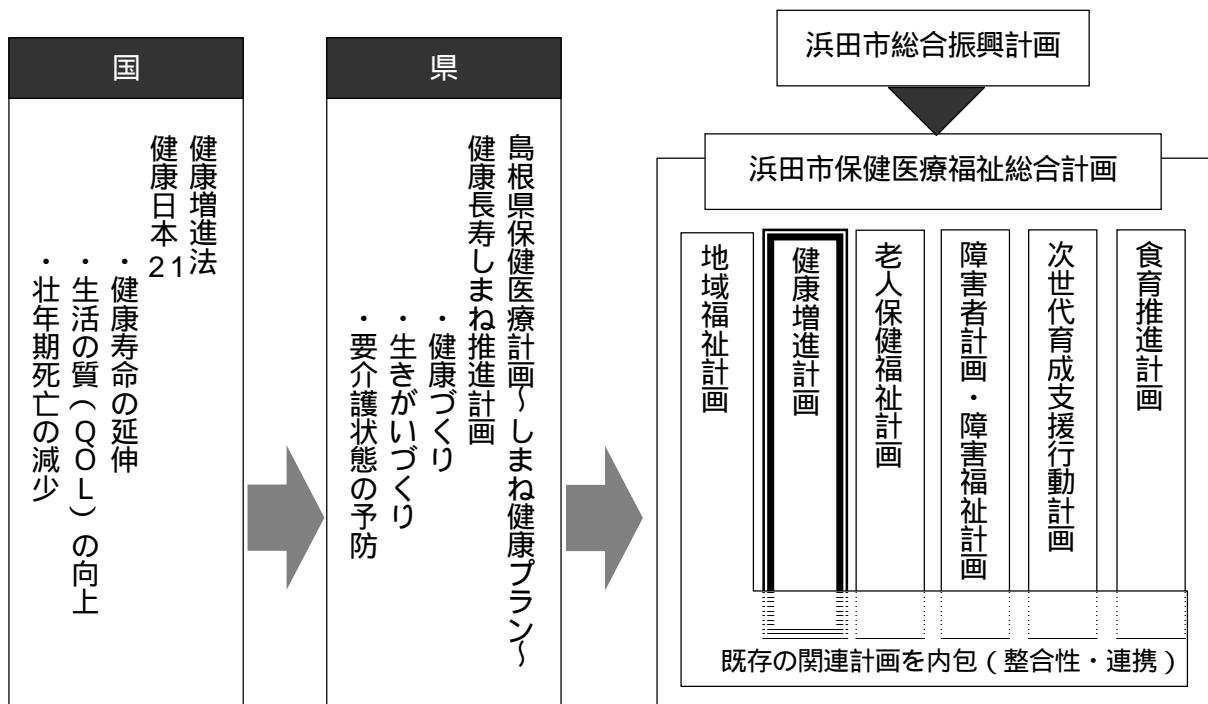 国
健康増進法
健康日本21
・健康寿命の延伸
・生活の質(QOL)の向上
・壮年期死亡の減少
県
島根県保健医療計画~しまね健康プラン~
健康長寿しまね推進計画
・健康づくり
・生きがいづくり
・要介護状態の予防
浜田市総合振興計画
浜田市保健医療福祉総合計画
地域福祉計画
健康増進計画
老人保健福祉計画
障害者計画・障害福祉計画
次世代育成支援行動計画
食育推進計画
既存の関連計画を内包(整合性・連携)